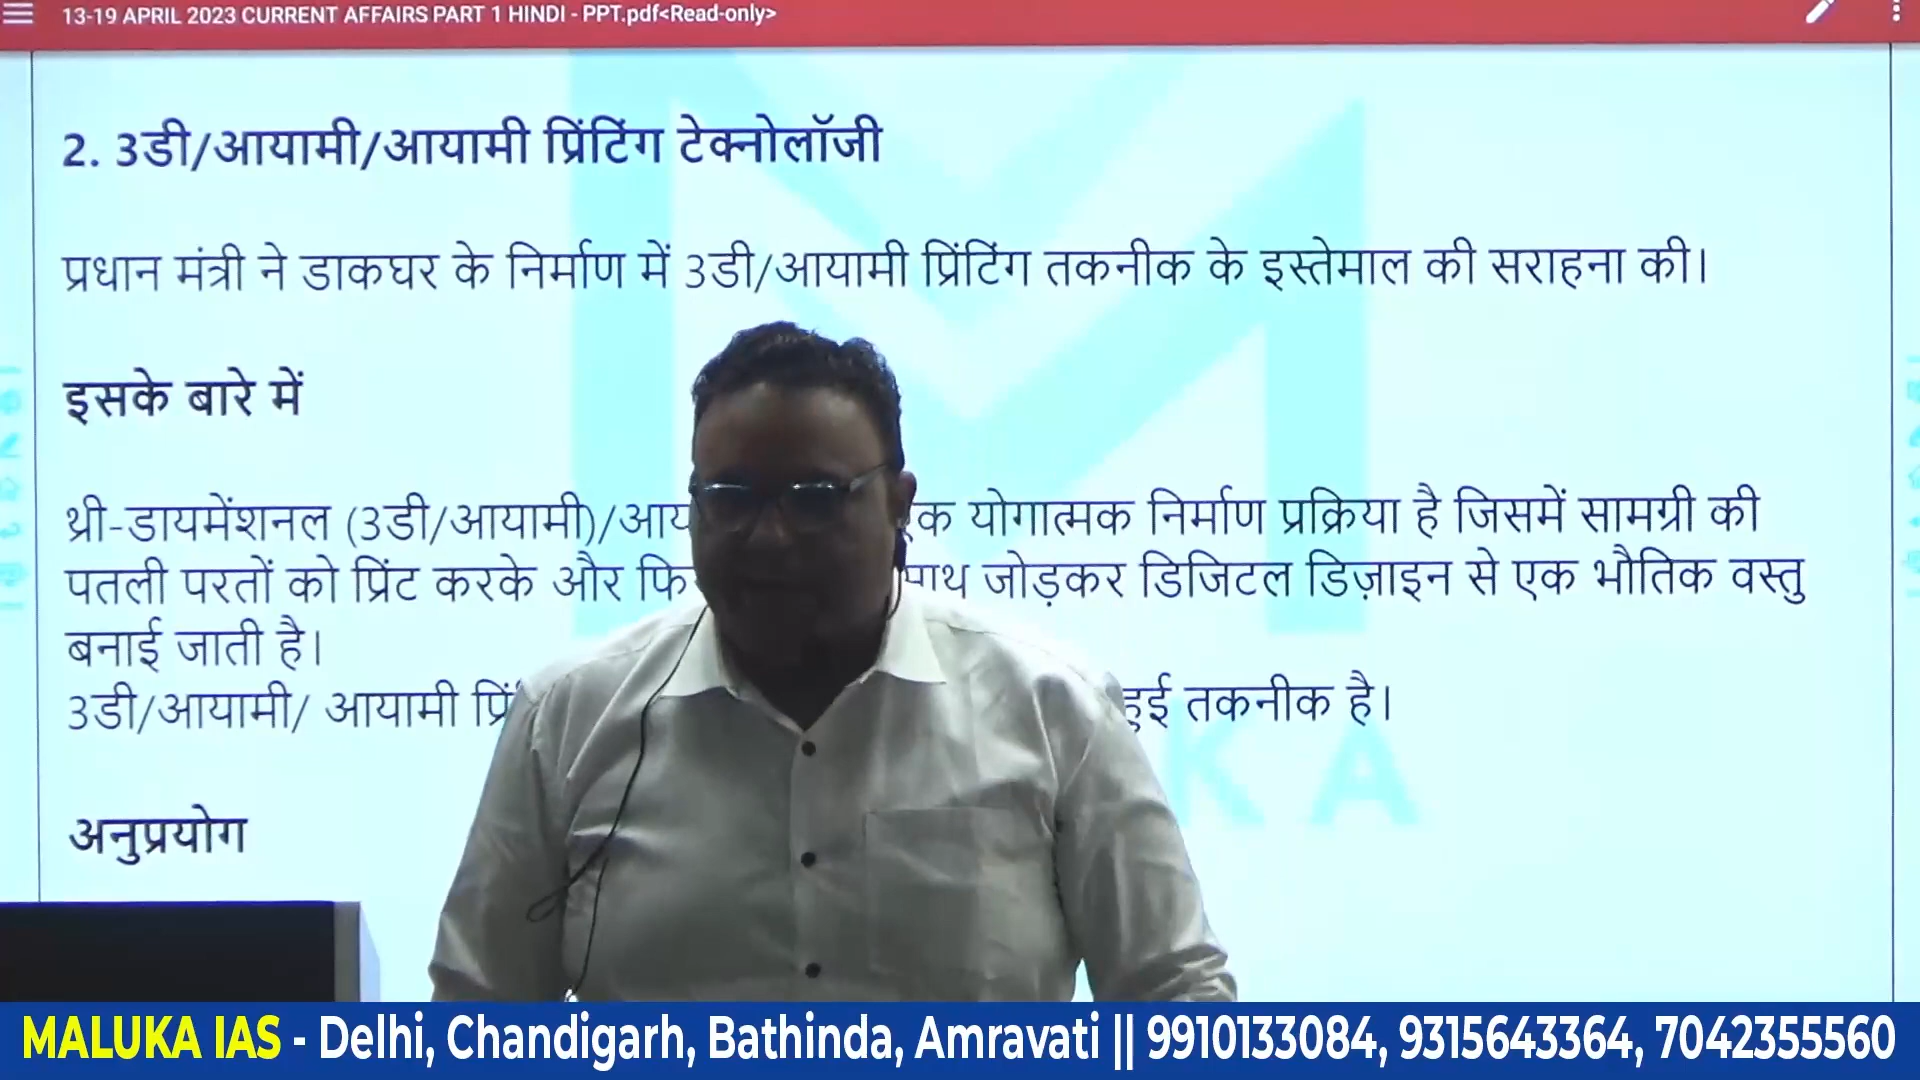 13-19 APRIL 2023 CURRENT AFFAIRS PART 1 HINDI - PPT.pdf<Read-only>
2. 3डी/आयामी/आयामी प्रिंटिंग टेक्नोलॉजी
प्रधान मंत्री ने डाकघर के निर्माण में 3डी/आयामी प्रिंटिंग तकनीक के इस्तेमाल की सराहना की।
इसके बारे में
थ्री-डायमेंशनल (3डी/आयामी)/ योगात्मक निर्माण प्रक्रिया है जिसमें सामग्री की
पतली परतों को प्रिंट करके और जोड़कर डिजिटल डिज़ाइन से एक भौतिक वस्तु
बनाई जाती है।
3डी/आयामी/ आयामी तकनीक है।
अनुप्रयोग
MALUKA IAS - Delhi, Chandigarh, Bathinda, Amravati || 9910133084, 9315643364, 7042355560